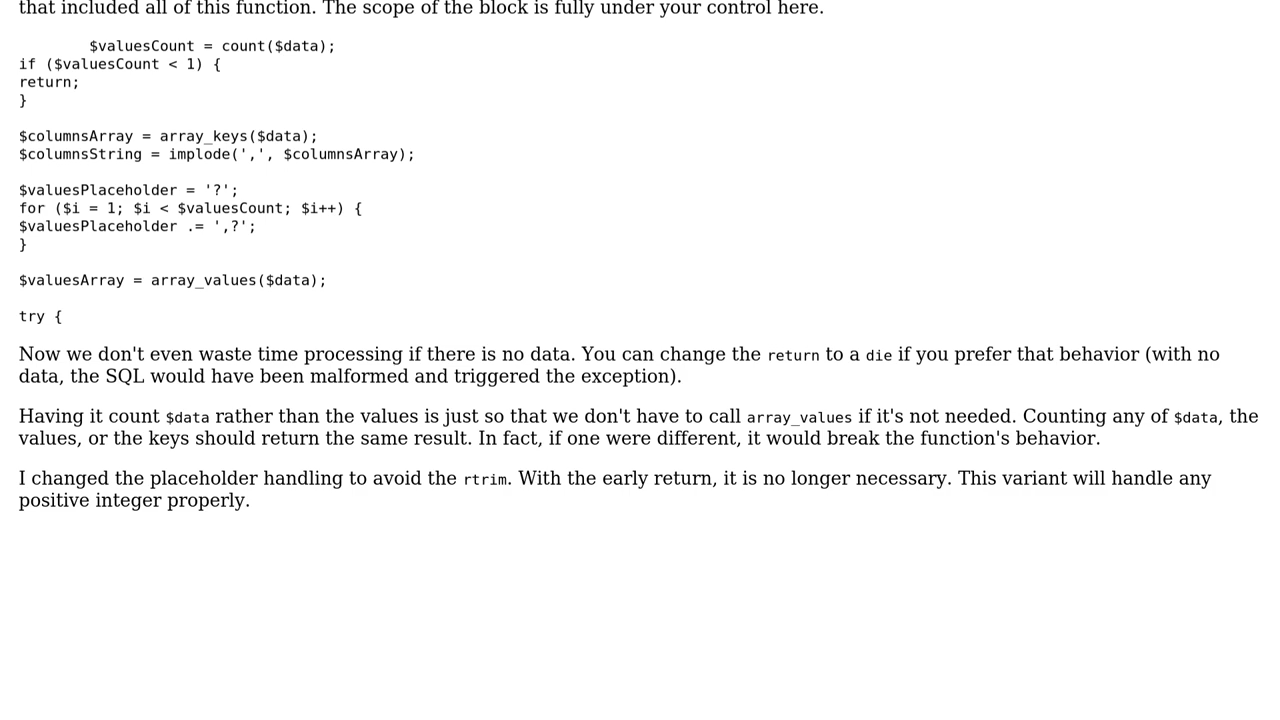 that included all of this function. The scope of the block is fully under your control here.
$valuesCount = count($data);
if ($valuesCount < 1) {
return;
}
$columnsArray = array_keys($data);
$columnsString = implode(',', $columnsArray);
$valuesPlaceholder = '?';
for ($i = 1; $i < $valuesCount; $i++) {
$valuesPlaceholder .= ',?';
}
$valuesArray = array_values($data);
try {
Now we don't even waste time processing if there is no data. You can change the return to a die if you prefer that behavior (with no
data, the SQL would have been malformed and triggered the exception).
Having it count $data rather than the values is just so that we don't have to call array_values if it's not needed. Counting any of $data, the
values, or the keys should return the same result. In fact, if one were different, it would break the function's behavior.
I changed the placeholder handling to avoid the rtrim. With the early return, it is no longer necessary. This variant will handle any
positive integer properly.